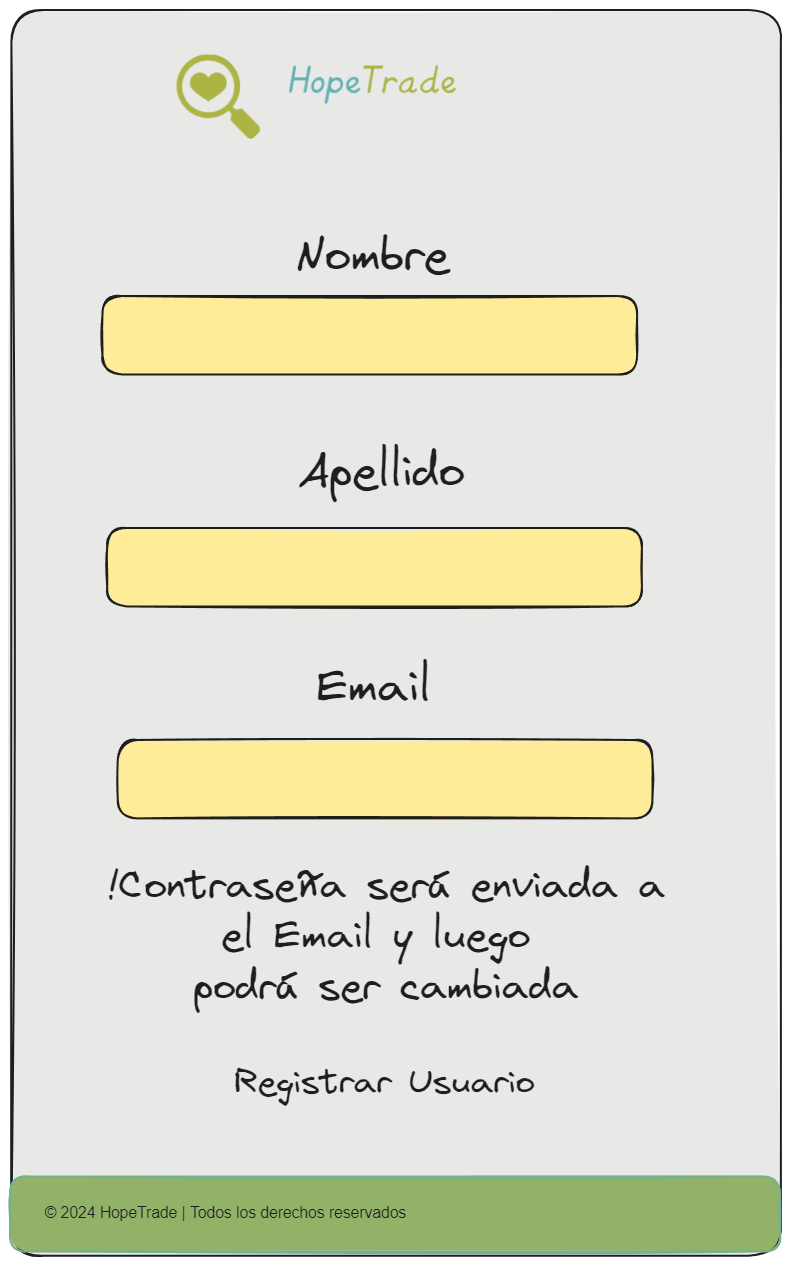 HopeTrade
Nombre
Apellido
Email
!Contraseña será enviada a
el Email y luego
podrá ser cambiada
Registrar Usuario
© 2024 HopeTrade | Todos los derechos reservados